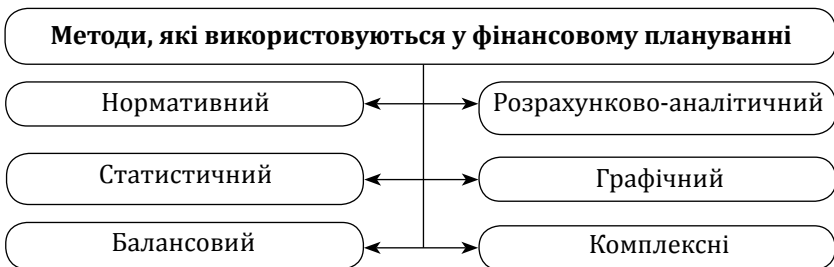 Методи, які використовуються у фінансовому плануванні
Нормативний
Розрахунково-аналітичний
Статистичний
Графічний
Балансовий
Комплексні